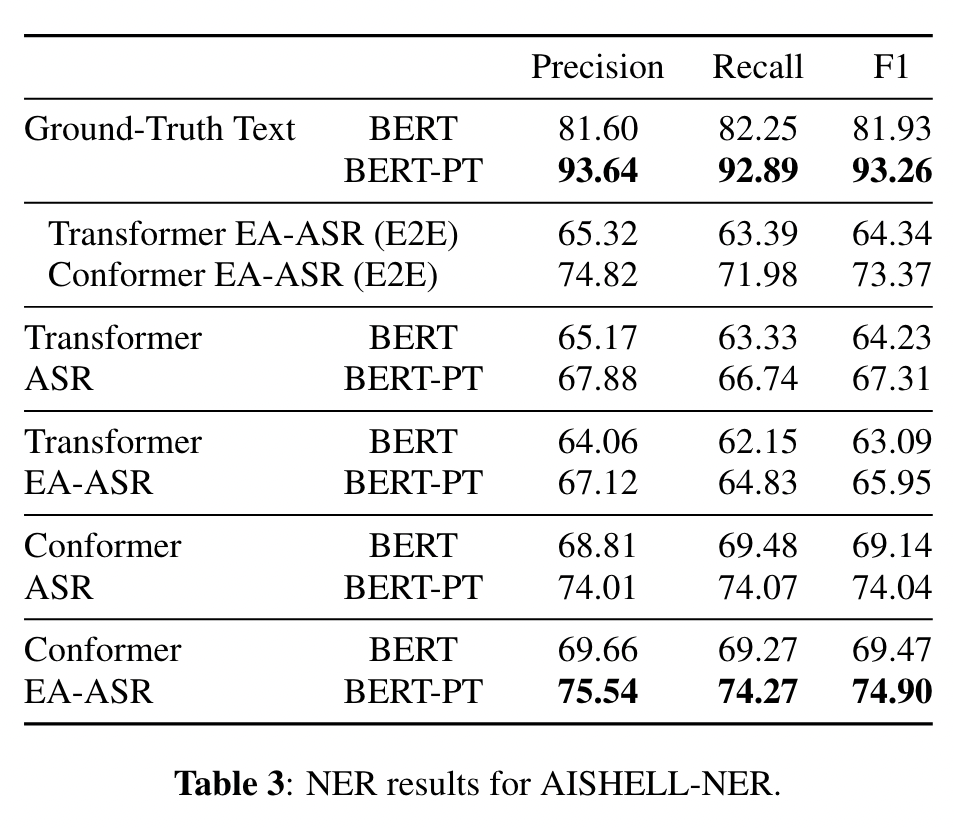 Precision Recall F1
Ground-Truth Text BERT 81.60 82.25 81.93
BERT-PT 93.64 92.89 93.26
Transformer EA-ASR (E2E) 65.32 63.39 64.34
Conformer EA-ASR (E2E) 74.82 71.98 73.37
Transformer BERT 65.17 63.33 64.23
ASR BERT-PT 67.88 66.74 67.31
Transformer BERT 64.06 62.15 63.09
EA-ASR BERT-PT 67.12 64.83 65.95
Conformer BERT 68.81 69.48 69.14
ASR BERT-PT 74.01 74.07 74.04
Conformer BERT 69.66 69.27 69.47
EA-ASR BERT-PT 75.54 74.27 74.90
Table 3: NER results for AISHELL-NER.